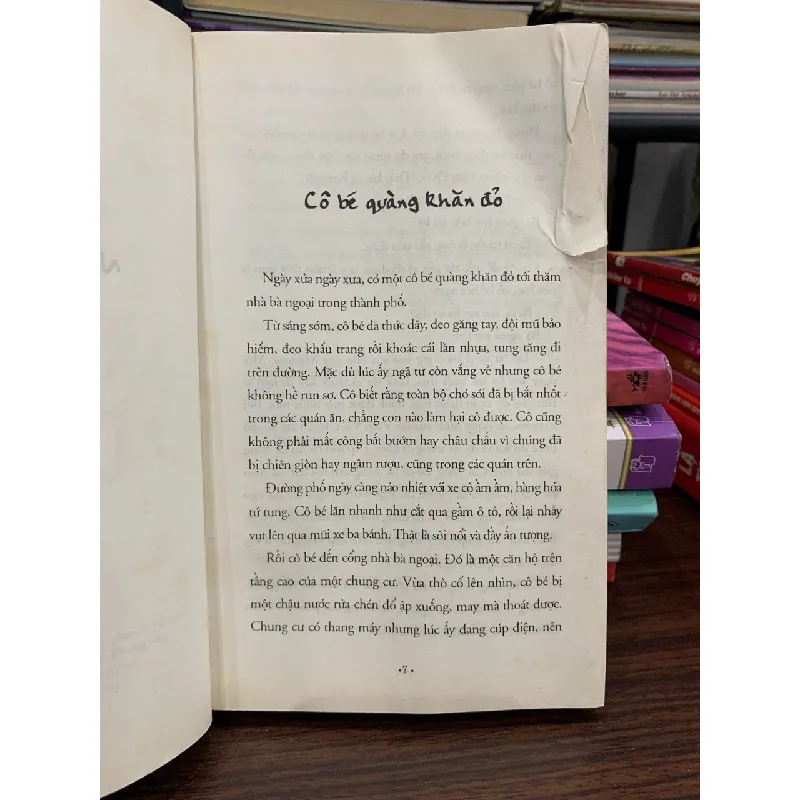 Cô bé quàng khăn đỏ
Ngày xửa ngày xưa, có một cô bé quàng khăn đỏ tới thăm
nhà bà ngoại trong thành phố.
Từ sáng sớm, cô bé đã thức dậy, đeo găng tay, đội mũ bảo
hiểm, đeo khẩu trang rồi khoác cái làn nhựa, tung tăng đi
trên đường. Mặc dù lúc ấy ngã tư còn vắng vẻ nhưng cô bé
không hề run sợ. Cô biết rằng toàn bộ chó sói đã bị bắt nhốt
trong các quán ăn, chẳng con nào làm hại cô được. Cô cũng
không phải mất công bắt bướm hay châu chấu vì chúng đã
bị chiên giòn hay ngâm rượu, cũng trong các quán trên.
Đường phố ngày càng náo nhiệt với xe cộ ầm ầm, hàng hóa
tứ tung. Cô bé lăn nhanh như cắt qua gầm ô tô, rồi lại nhảy
vụt lên qua mũi xe ba bánh. Thật là sôi nổi và đầy ấn tượng.
Rồi cô bé đến cổng nhà bà ngoại. Đó là một căn hộ trên
tầng cao của một chung cư. Vừa thò cổ lên nhìn, cô bé bị
một chậu nước rửa chén đổ ập xuống, may mà thoát được.
Chung cư có thang máy nhưng lúc ấy đang cúp điện, nên
•7•